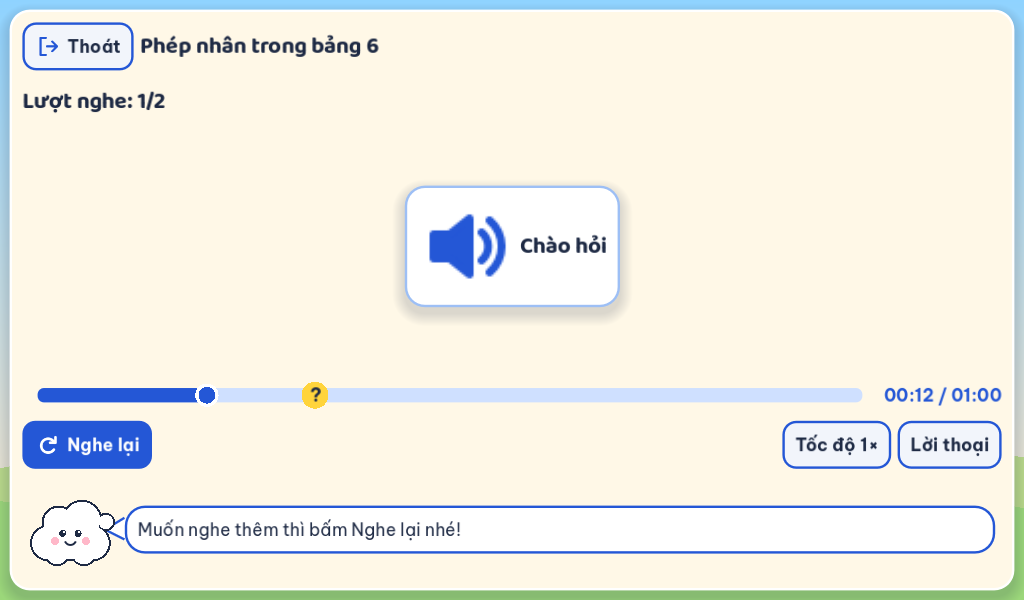 Thoát
Phép nhân trong bảng 6
Lượt nghe: 1/2
Chào hỏi
?
00:12 / 01:00
Nghe lại
Tốc độ 1×
Lời thoại
Muốn nghe thêm thì bấm Nghe lại nhé!